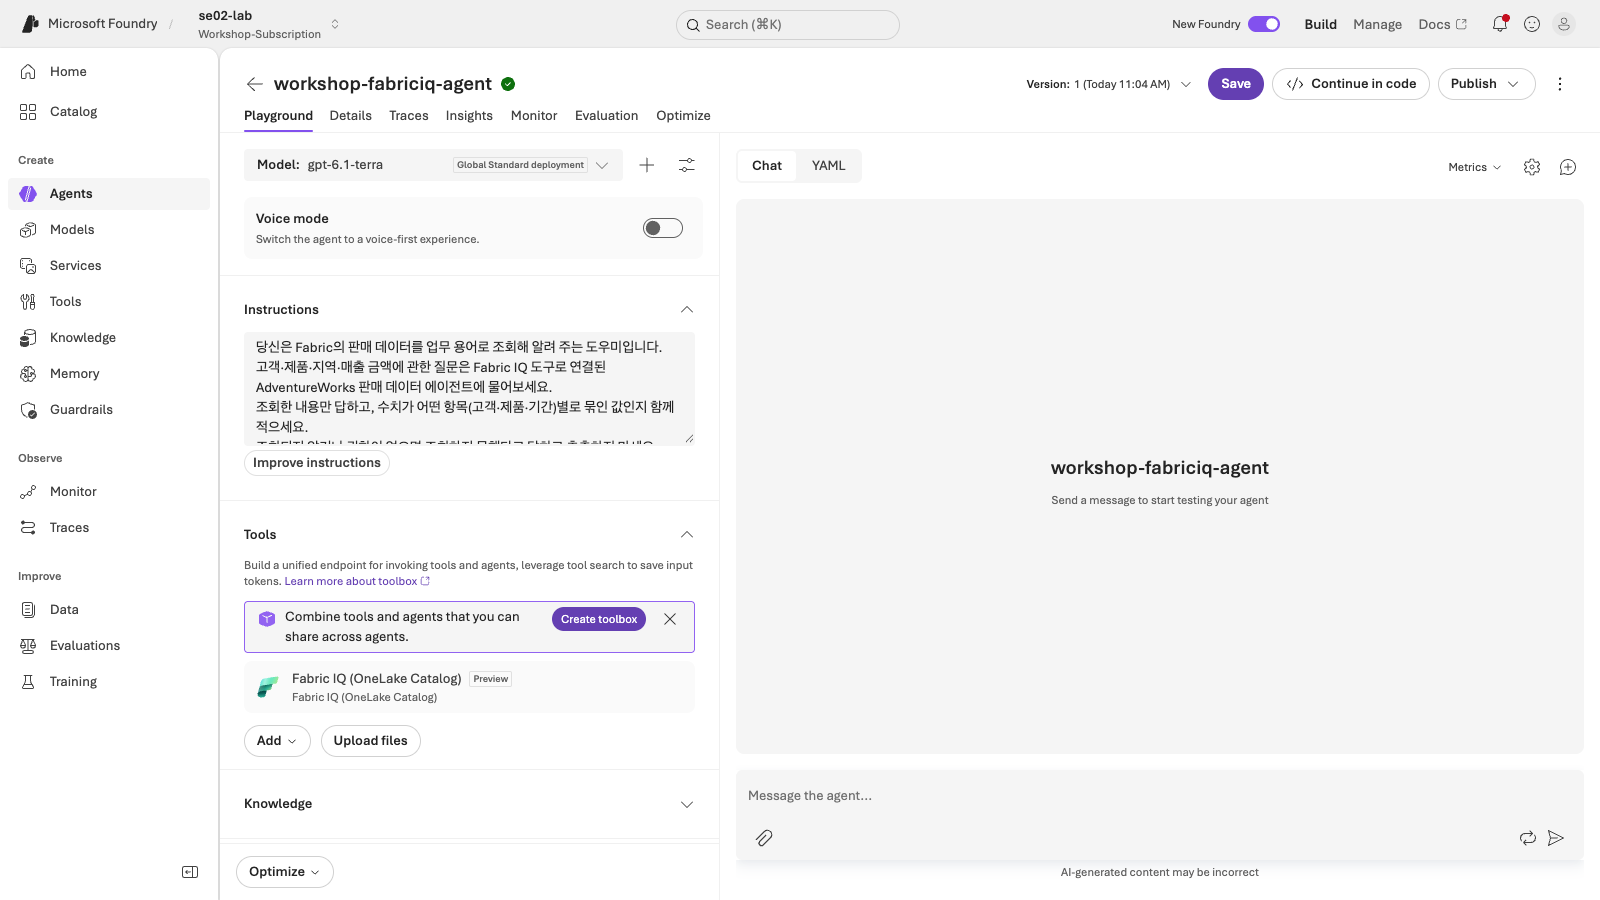 Microsoft Foundry
/
se02-lab
Workshop-Subscription
Search (⌘K)
New Foundry
Build
Manage
Docs
Home
Catalog
Create
Agents
Models
Services
Tools
Knowledge
Memory
Guardrails
Observe
Monitor
Traces
Improve
Data
Evaluations
Training
workshop-fabriciq-agent
Version: 1 (Today 11:04 AM)
Save
Continue in code
Publish
Playground
Details
Traces
Insights
Monitor
Evaluation
Optimize
Model: gpt-6.1-terra
Global Standard deployment
Voice mode
Switch the agent to a voice-first experience.
Instructions
당신은 Fabric의 판매 데이터를 업무 용어로 조회해 알려 주는 도우미입니다.
고객·제품·지역·매출 금액에 관한 질문은 Fabric IQ 도구로 연결된
AdventureWorks 판매 데이터 에이전트에 물어보세요.
조회한 내용만 답하고, 수치가 어떤 항목(고객·제품·기간)별로 묶인 값인지 함께
적으세요.
Improve instructions
Tools
Build a unified endpoint for invoking tools and agents, leverage tool search to save input
tokens. Learn more about toolbox
Combine tools and agents that you can
share across agents.
Create toolbox
Fabric IQ (OneLake Catalog)
Preview
Fabric IQ (OneLake Catalog)
Add
Upload files
Knowledge
Optimize
Chat
YAML
Metrics
workshop-fabriciq-agent
Send a message to start testing your agent
Message the agent...
AI-generated content may be incorrect